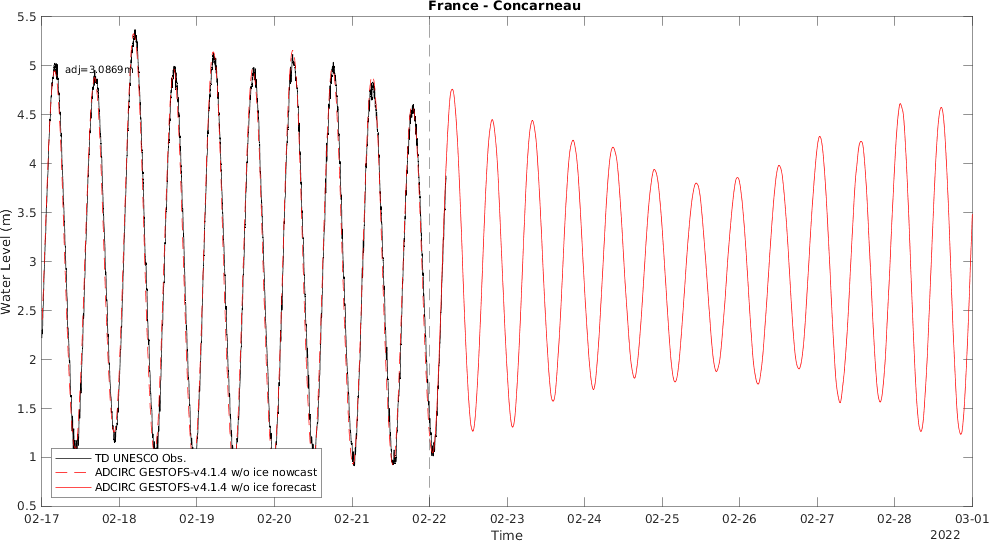 France - Concarneau
5.5
5
4.5
4
3.5
3
2.5
2
1.5
1
0.5
Water Level (m)
adj=3.0869m
TD UNESCO Obs.
ADCIRC GESTOFS-v4.1.4 w/o ice nowcast
ADCIRC GESTOFS-v4.1.4 w/o ice forecast
02-17 02-18 02-19 02-20 02-21 02-22 02-23 02-24 02-25 02-26 02-27 02-28 03-01
Time
2022